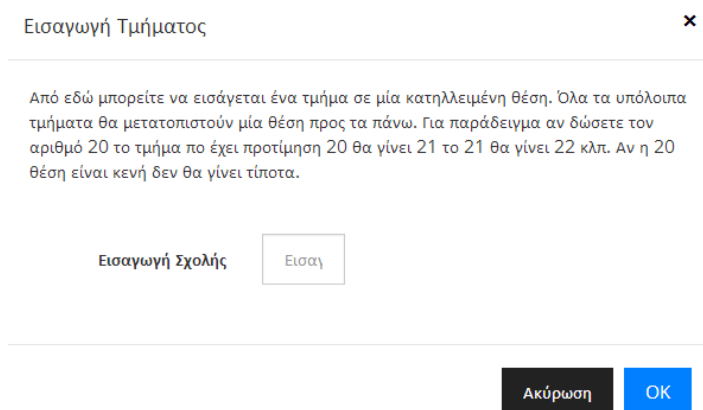 Εισαγωγή Τμήματος ×
Από εδώ μπορείτε να εισάγεται ένα τμήμα σε μία κατηλλειμένη θέση. Όλα τα υπόλοιπα
τμήματα θα μετατοπιστούν μία θέση προς τα πάνω. Για παράδειγμα αν δώσετε τον
αριθμό 20 το τμήμα πο έχει προτίμηση 20 θα γίνει 21 το 21 θα γίνει 22 κλπ. Αν η 20
θέση είναι κενή δεν θα γίνει τίποτα.
Εισαγωγή Σχολής Εισαγ
Ακύρωση OK